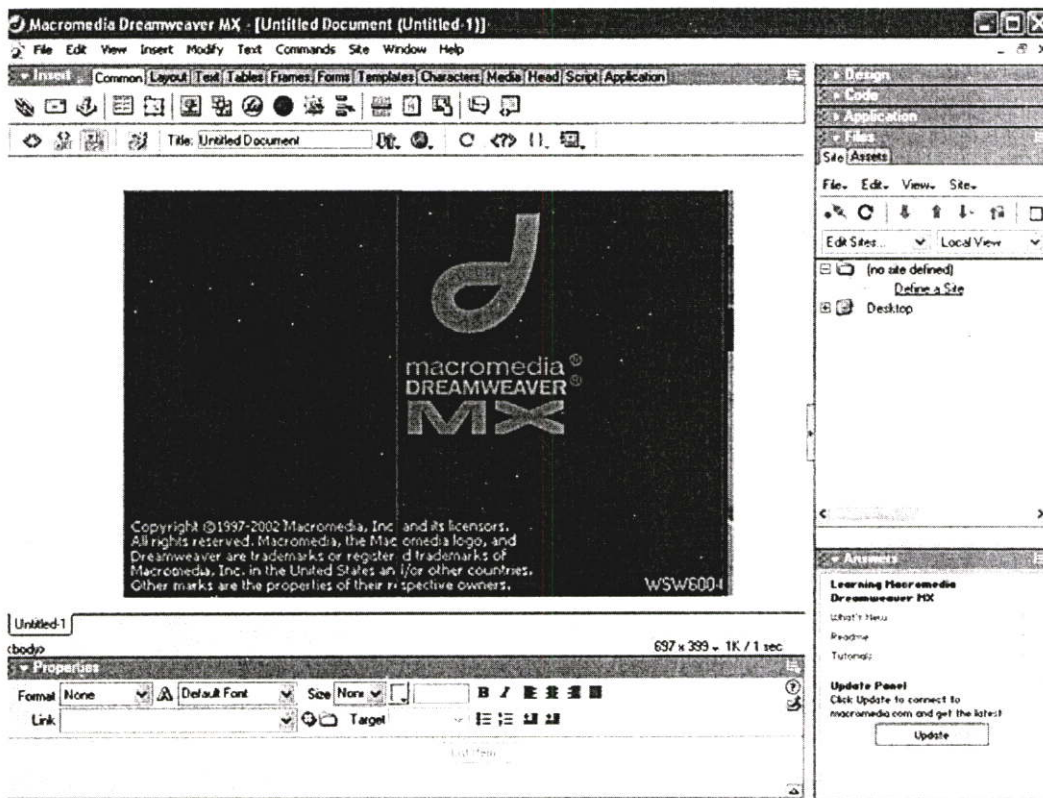 Macromedia Dreamweaver MX - [Untitled Document (Untitled-1)]
File Edit View Insert Modify Text Commands Site Window Help
Insert Common Layout Text Tables Frames Forms Templates Characters Media Head Script Application
Title: Untitled Document
macromedia®
DREAMWEAVER®
MX
Copyright ©1997-2002 Macromedia, Inc. and its licensors.
All rights reserved. Macromedia, the Mac omedia logo, and
Dreamweaver are trademarks or register d trademarks of
Macromedia, Inc. in the United States an /or other countries.
Other marks are the properties of their r spective owners.
Untitled-1
<body>
697 x 399 1K / 1 sec
Properties
Format None Default Font Size None
Link Target
List Item...
Design
Code
Application
Files
Site Assets
File Edit View Site
Edit Sites... Local View
(no site defined)
Define a Site
Desktop
Answers
Learning Macromedia
Dreamweaver MX
What's New
Readme
Tutorials
Update Panel
Click Update to connect to
macromedia.com and get the latest
Update